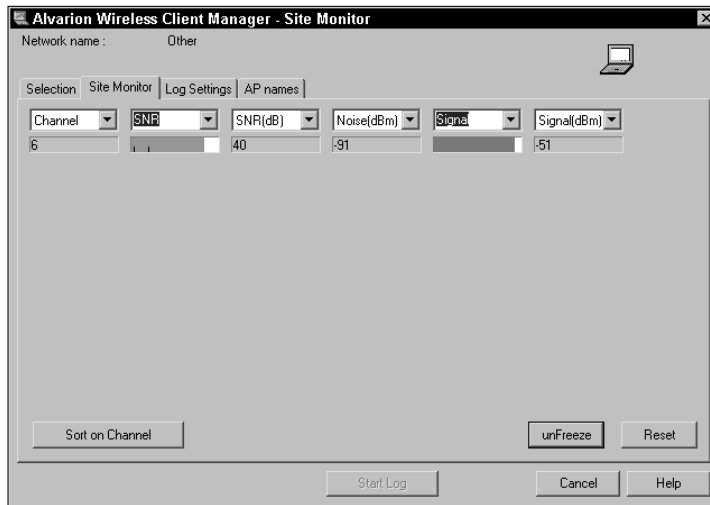 Alvarion Wireless Client Manager - Site Monitor
Network name : Other
Selection Site Monitor Log Settings AP names
Channel SNR SNR(dB) Noise(dBm) Signal Signal(dBm)
6 40 -91 -51
Sort on Channel unFreeze Reset
Start Log Cancel Help